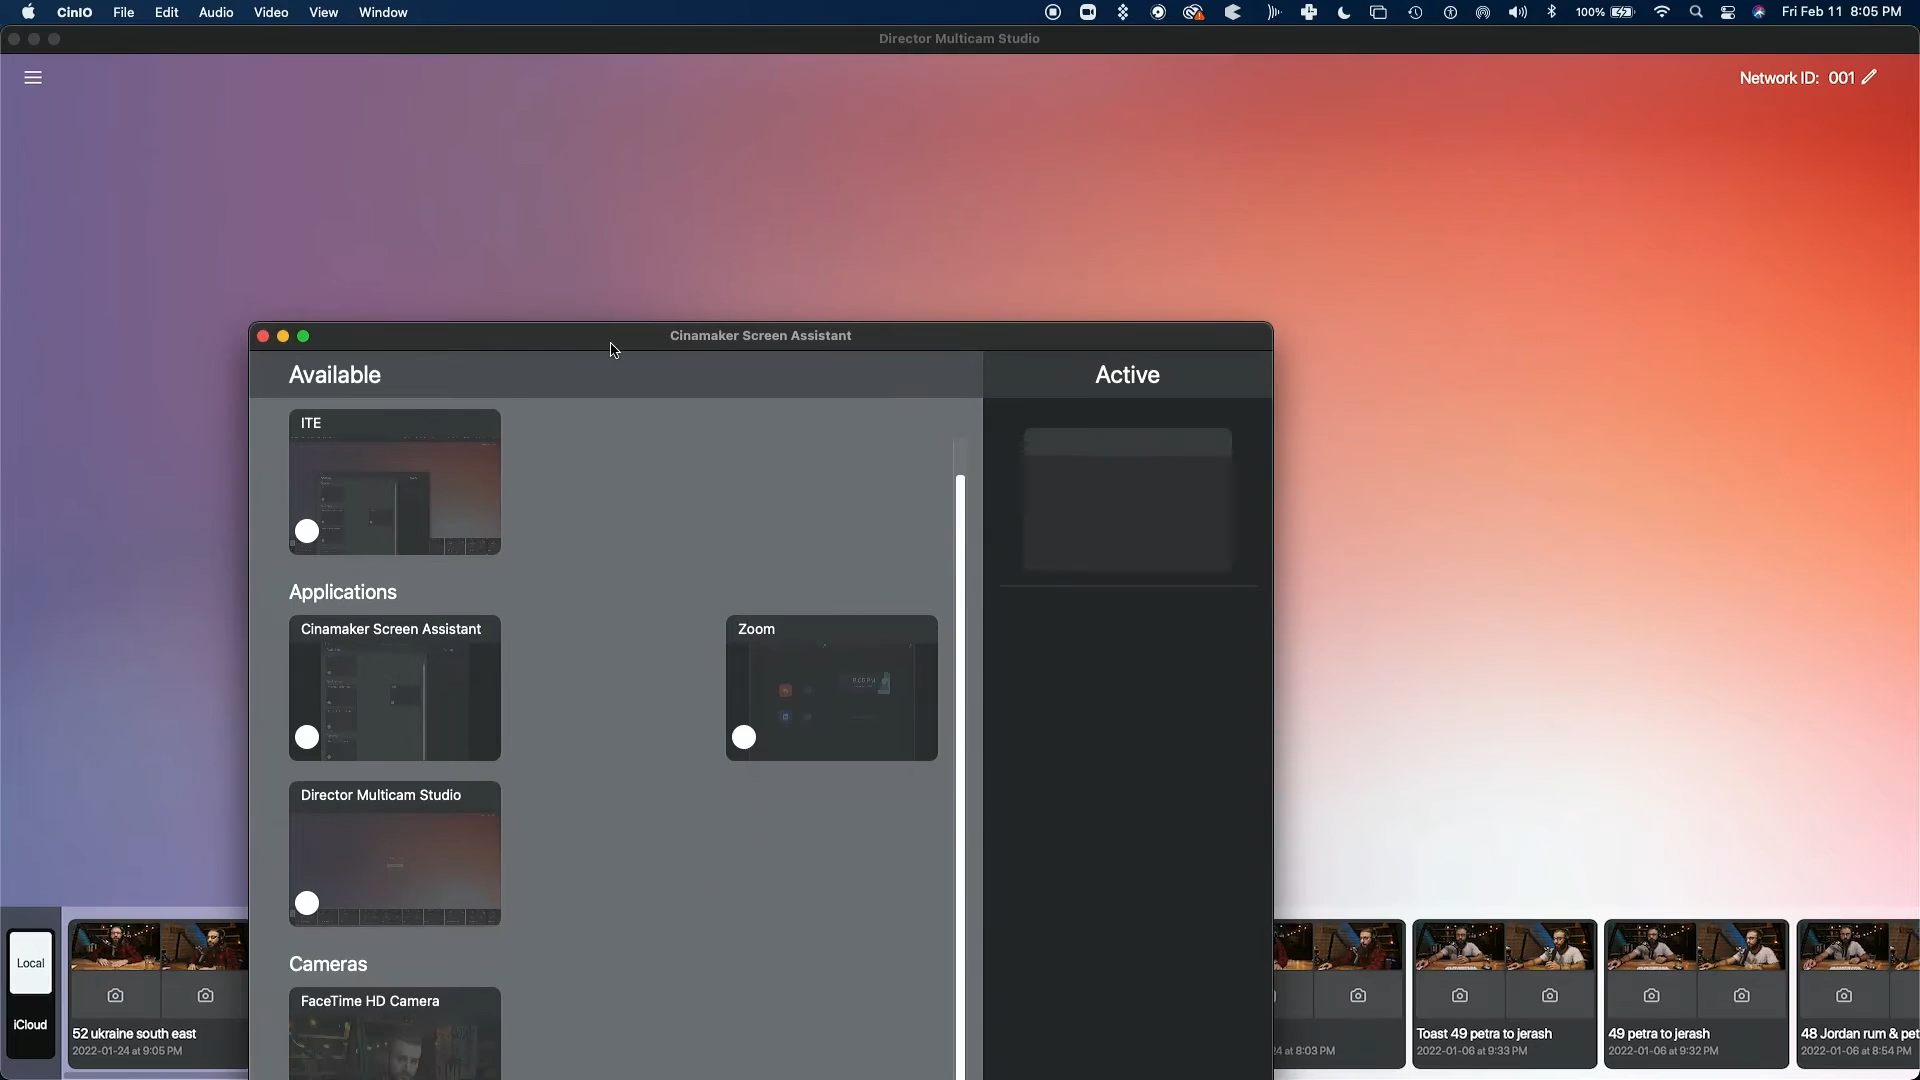 CinIO File Edit Audio Video View Window
100% Fri Feb 11 8:05 PM
Director Multicam Studio
Network ID: 001
Cinamaker Screen Assistant
Available
Active
ITE
Applications
Cinamaker Screen Assistant
Zoom
Director Multicam Studio
Cameras
FaceTime HD Camera
Local
iCloud
52 ukraine south east
2022-01-24 at 9:05 PM
4 at 8:03 PM
Toast 49 petra to jerash
2022-01-06 at 9:33 PM
49 petra to jerash
2022-01-06 at 9:32 PM
48 Jordan rum & pet
2022-01-06 at 8:54 PM